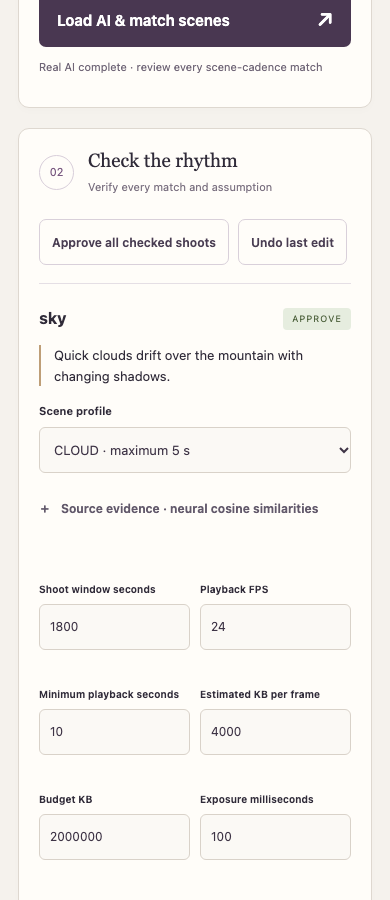 Load AI & match scenes
Real AI complete · review every scene-cadence match
02
Check the rhythm
Verify every match and assumption
Approve all checked shoots
Undo last edit
sky
APPROVE
Quick clouds drift over the mountain with
changing shadows.
Scene profile
CLOUD · maximum 5 s
+ Source evidence · neural cosine similarities
Shoot window seconds
Playback FPS
1800
24
Minimum playback seconds
Estimated KB per frame
10
4000
Budget KB
Exposure milliseconds
2000000
100